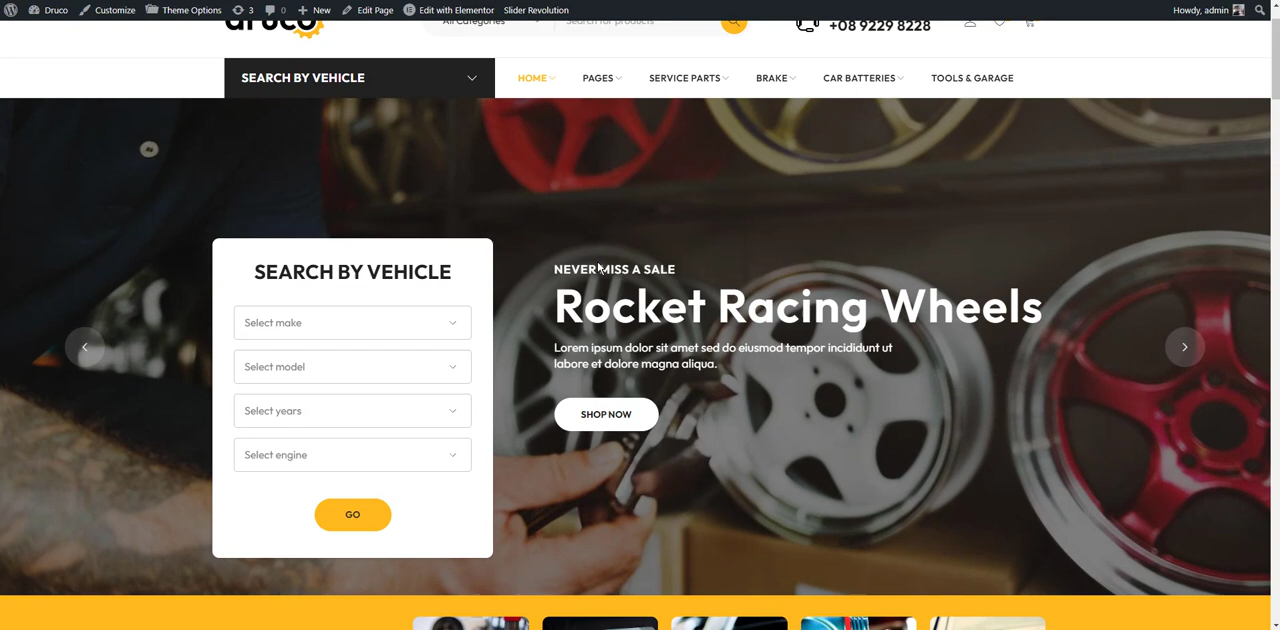 Druco Customize Theme Options 3 0 New Edit Page Edit with Elementor Slider Revolution Howdy, admin
druco All Categories Search for products +08 9229 8228
SEARCH BY VEHICLE HOME PAGES SERVICE PARTS BRAKE CAR BATTERIES TOOLS & GARAGE
SEARCH BY VEHICLE
Select make
Select model
Select years
Select engine
GO
NEVER MISS A SALE
Rocket Racing Wheels
Lorem ipsum dolor sit amet sed do eiusmod tempor incididunt ut
labore et dolore magna aliqua.
SHOP NOW